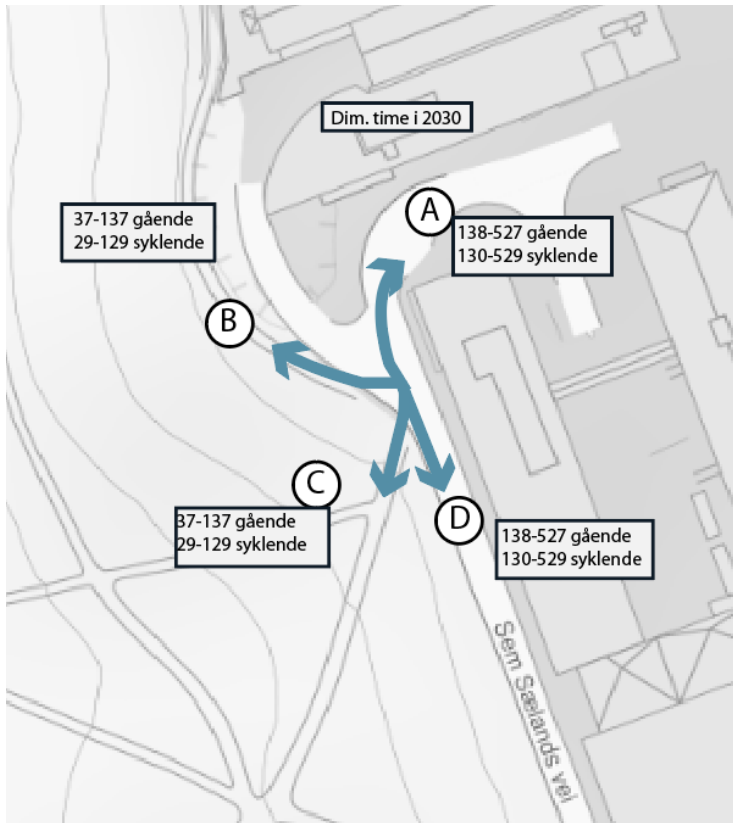 Dim. time i 2030
A
37-137 gående
29-129 syklende
138-527 gående
130-529 syklende
B
C
37-137 gående
29-129 syklende
D
138-527 gående
130-529 syklende
Sem Sælands vei